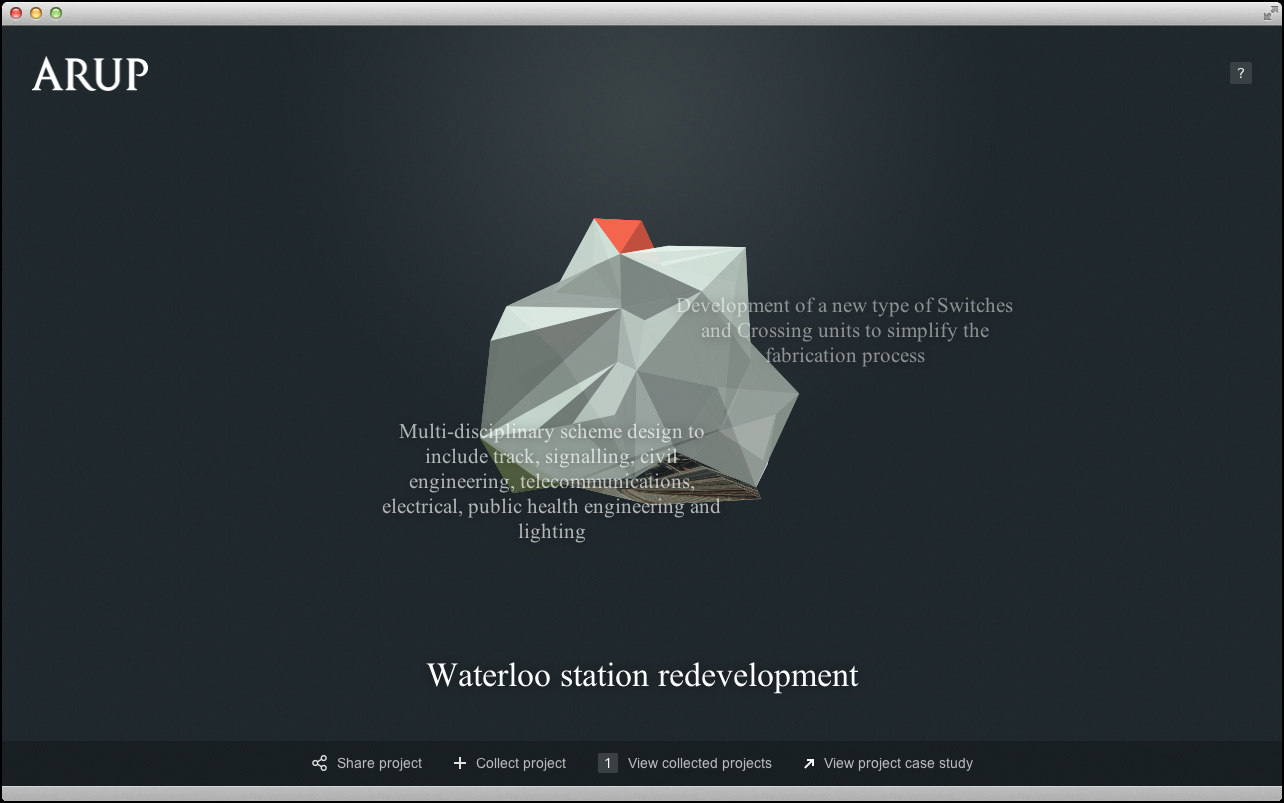 ARUP
?
Development of a new type of Switches
and Crossing units to simplify the
fabrication process
Multi-disciplinary scheme design to
include track, signalling, civil
engineering, telecommunications,
electrical, public health engineering and
lighting
Waterloo station redevelopment
Share project
Collect project
1 View collected projects
View project case study